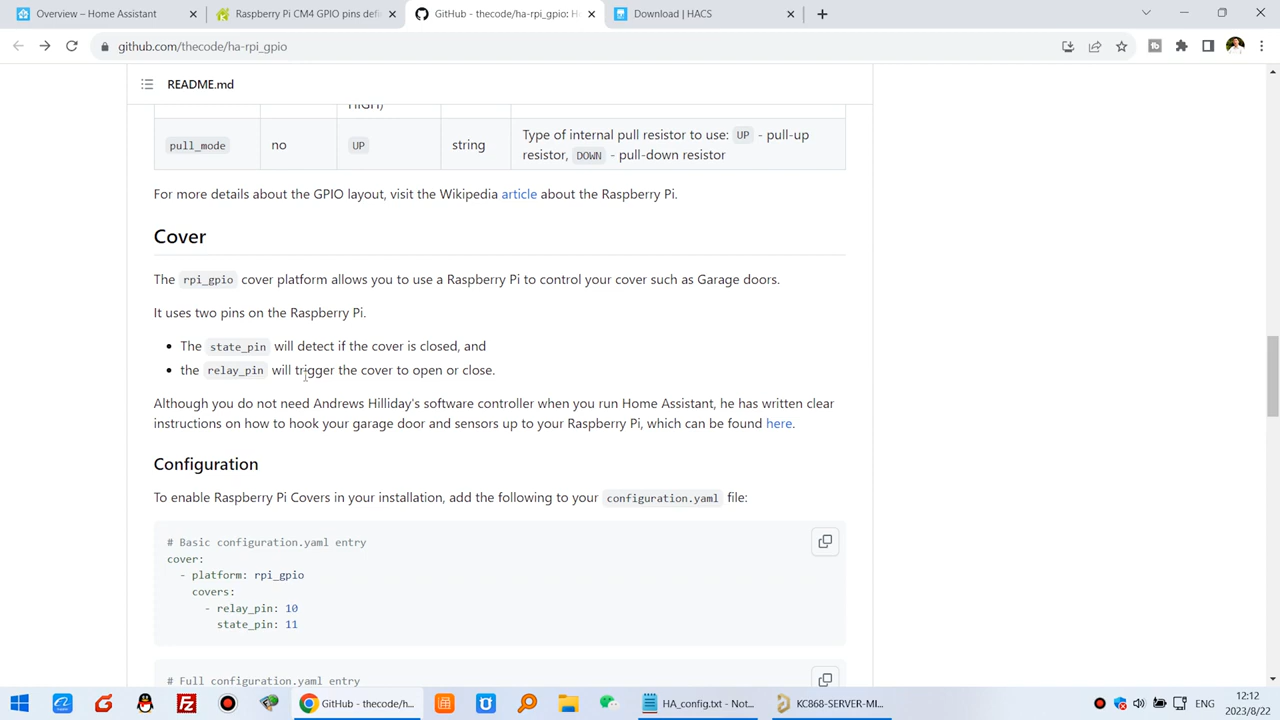 Overview – Home Assistant
Raspberry Pi CM4 GPIO pins defi
GitHub - thecode/ha-rpi_gpio: H
Download | HACS
github.com/thecode/ha-rpi_gpio
README.md
HIGH)
pull_mode no UP string Type of internal pull resistor to use: UP - pull-up
resistor, DOWN - pull-down resistor
For more details about the GPIO layout, visit the Wikipedia article about the Raspberry Pi.
Cover
The rpi_gpio cover platform allows you to use a Raspberry Pi to control your cover such as Garage doors.
It uses two pins on the Raspberry Pi.
• The state_pin will detect if the cover is closed, and
• the relay_pin will trigger the cover to open or close.
Although you do not need Andrews Hilliday's software controller when you run Home Assistant, he has written clear
instructions on how to hook your garage door and sensors up to your Raspberry Pi, which can be found here.
Configuration
To enable Raspberry Pi Covers in your installation, add the following to your configuration.yaml file:
# Basic configuration.yaml entry
cover:
- platform: rpi_gpio
covers:
- relay_pin: 10
state_pin: 11
# Full configuration.yaml entry
GitHub - thecode/h...
HA_config.txt - Not...
KC868-SERVER-MI...
ENG
12:12
2023/8/22